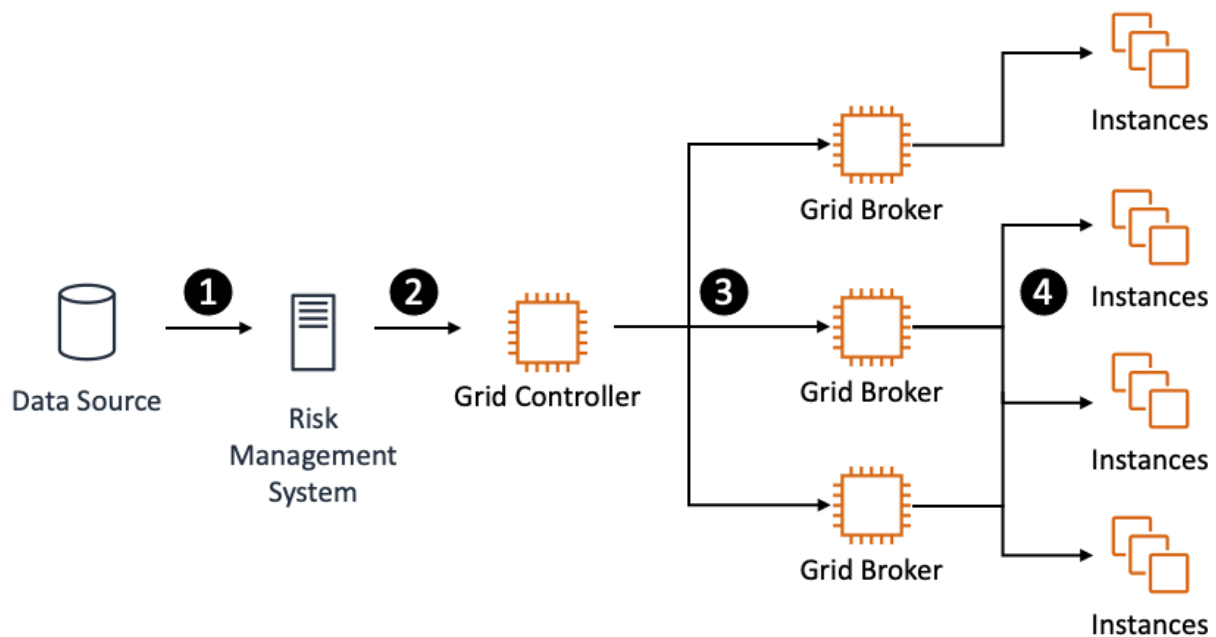 1
Data Source
Risk
Management
System
2
Grid Controller
3
Grid Broker
Grid Broker
Grid Broker
4
Instances
Instances
Instances
Instances